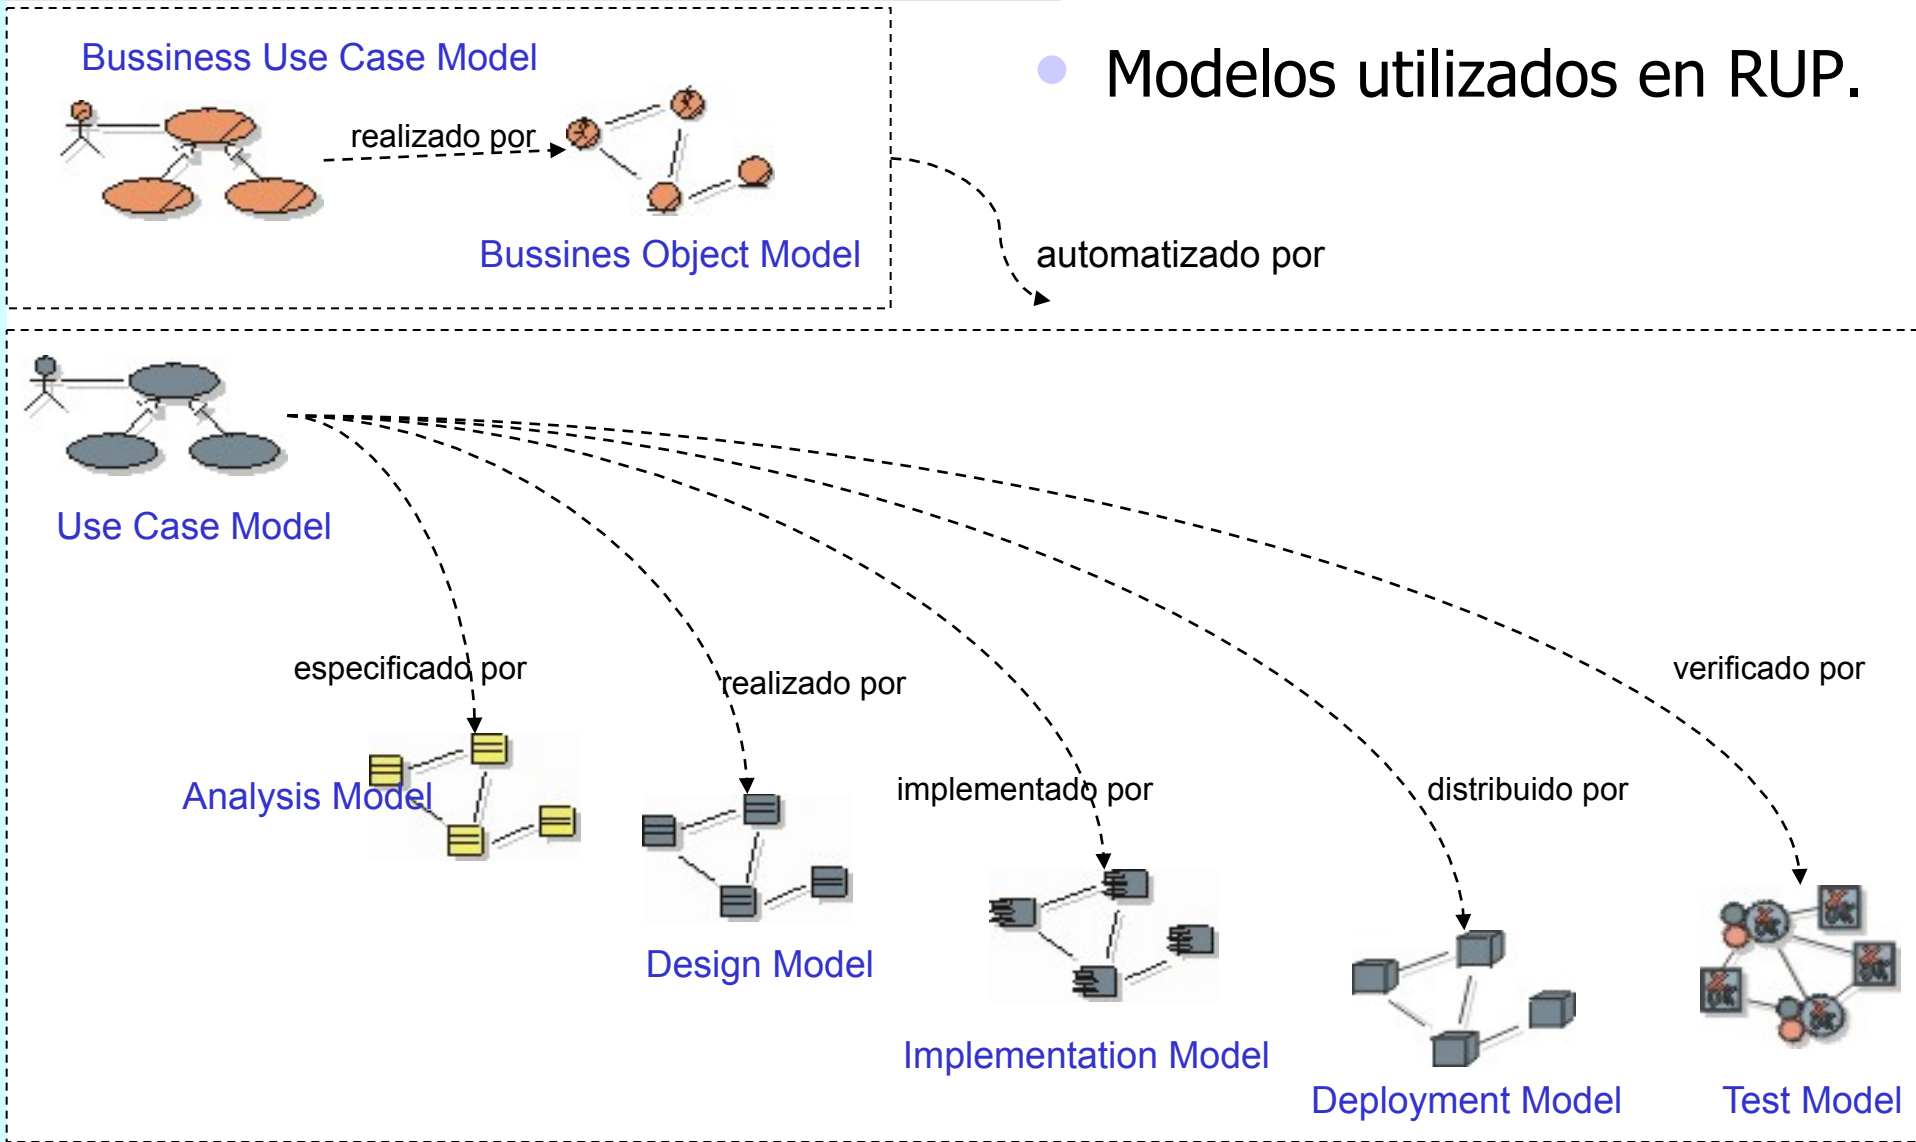 Bussiness Use Case Model
• Modelos utilizados en RUP.
realizado por
Bussines Object Model
automatizado por
Use Case Model
especificado por
realizado por
verificado por
Analysis Model
implementado por
distribuido por
Design Model
Implementation Model
Deployment Model
Test Model